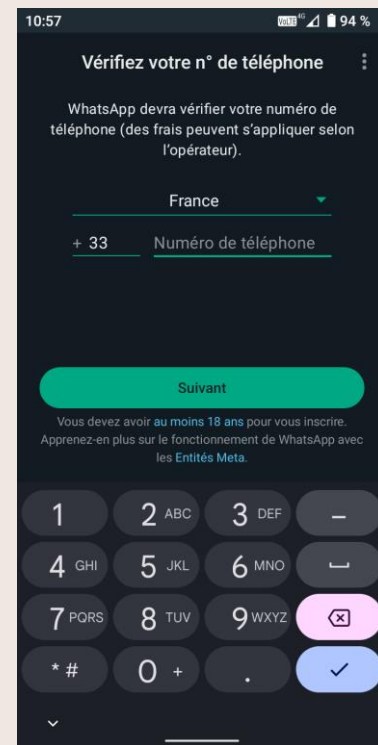 10:57 VoLTE 4G 94 %
Vérifiez votre n° de téléphone
WhatsApp devra vérifier votre numéro de
téléphone (des frais peuvent s’appliquer selon
l’opérateur).
France
+ 33 Numéro de téléphone
Suivant
Vous devez avoir au moins 18 ans pour vous inscrire.
Apprenez-en plus sur le fonctionnement de WhatsApp avec
les Entités Meta.
1 2 ABC 3 DEF –
4 GHI 5 JKL 6 MNO
7 PQRS 8 TUV 9 WXYZ
* # 0 + .